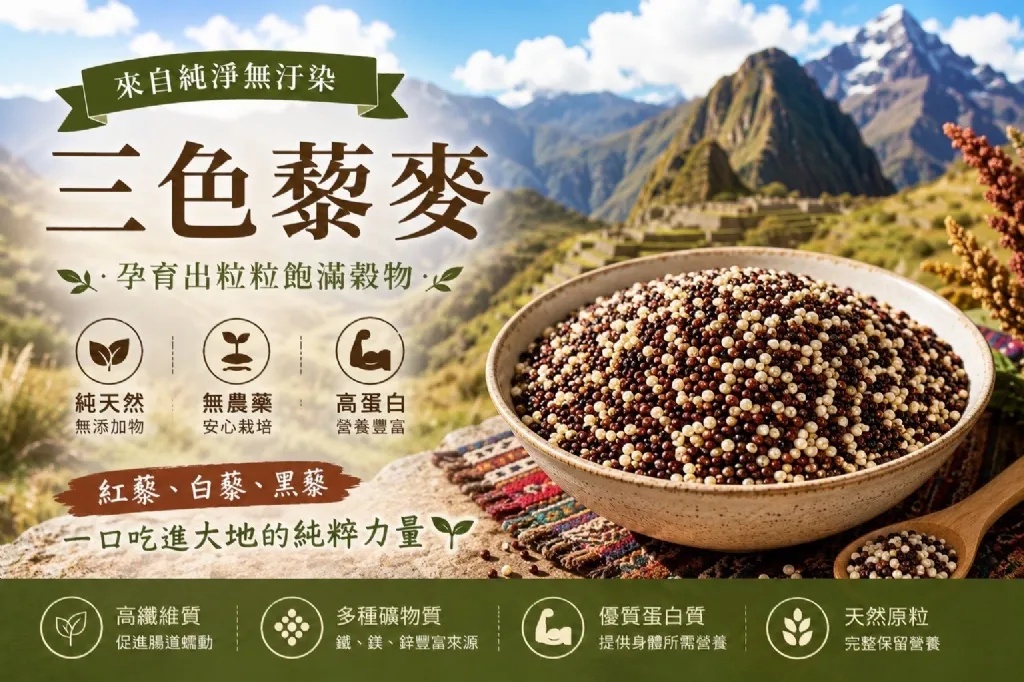 來自純淨無汙染
三色藜麥
·孕育出粒粒飽滿穀物·
純天然
無添加物
無農藥
安心栽培
高蛋白
營養豐富
紅藜、白藜、黑藜
一口吃進大地的純粹力量
高纖維質
促進腸道蠕動
多種礦物質
鐵、鎂、鋅豐富來源
優質蛋白質
提供身體所需營養
天然原粒
完整保留營養